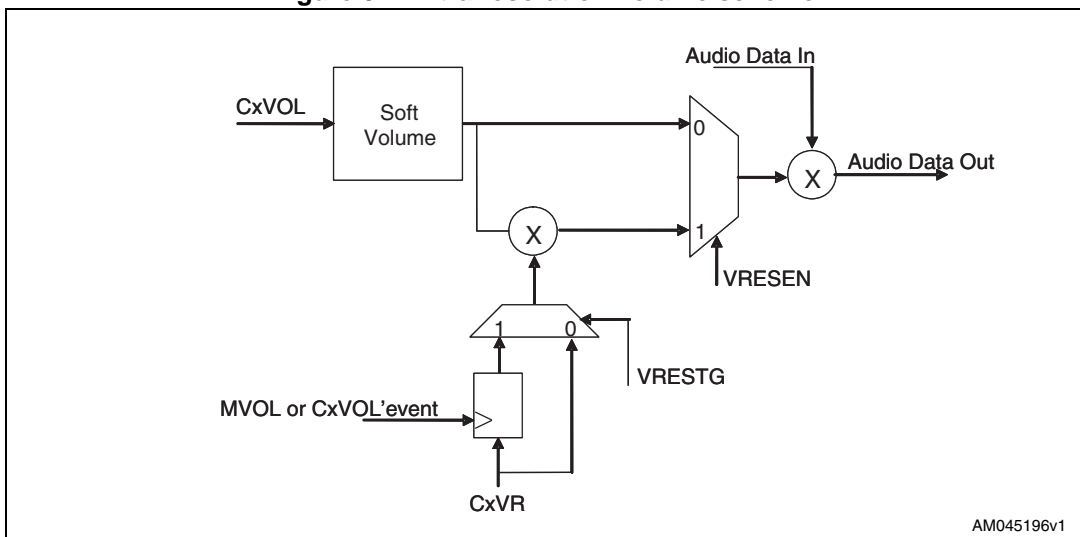 Audio Data In
CxVOL
Soft
Volume
0
X
Audio Data Out
X
1
VRESEN
1
0
VRESTG
MVOL or CxVOL'event
CxVR
AM045196v1